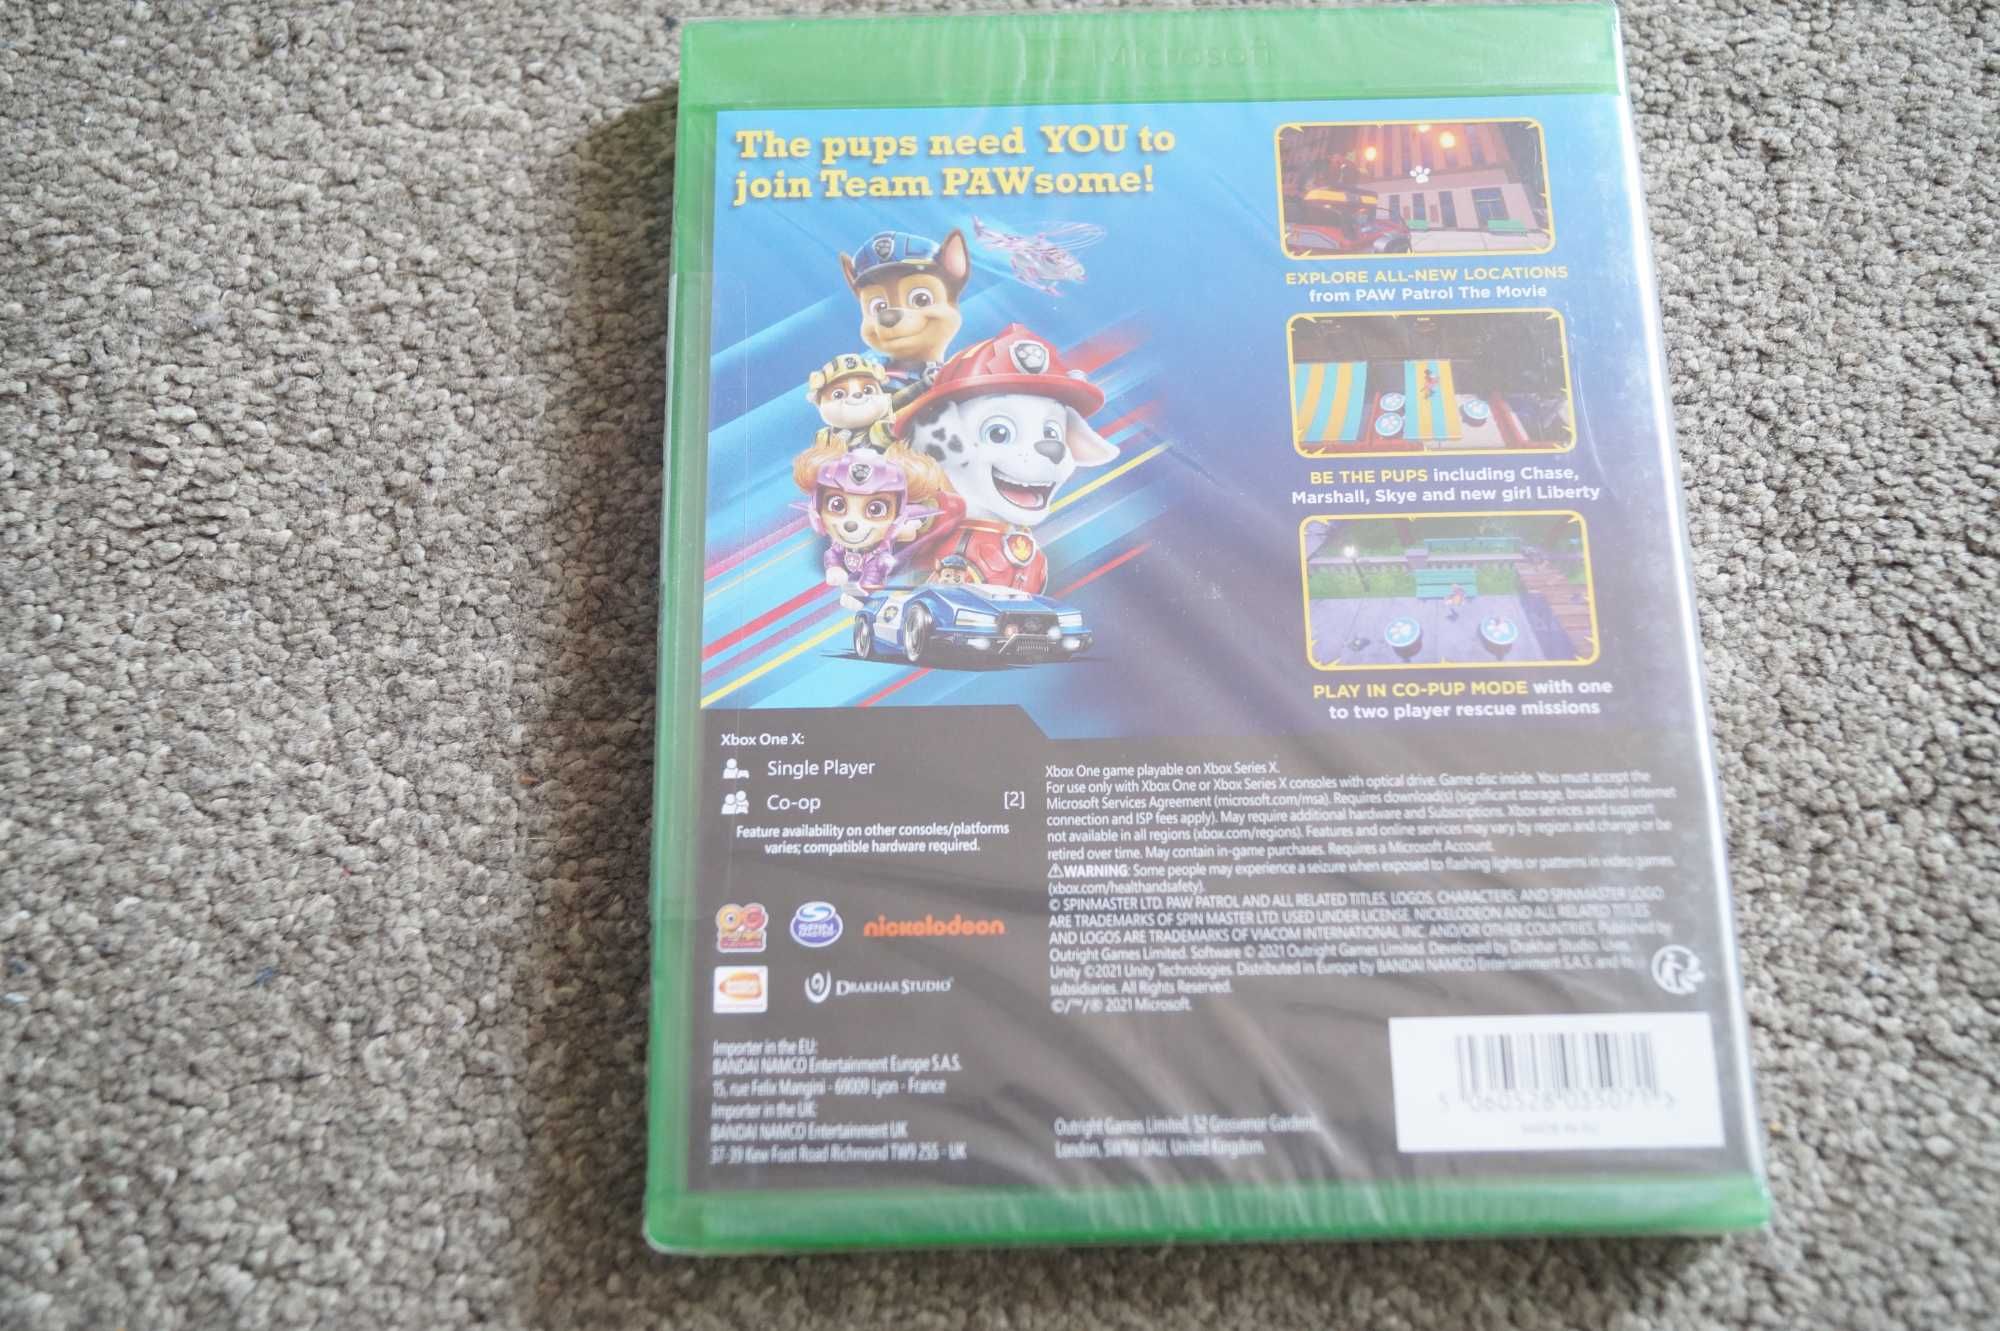 Microsoft
The pups need YOU to
join Team PAWsome!
EXPLORE ALL-NEW LOCATIONS
from PAW Patrol The Movie
BE THE PUPS including Chase,
Marshall, Skye and new girl Liberty
PLAY IN CO-PUP MODE with one
to two player rescue missions
Xbox One X:
Single Player
Co-op [2]
Feature availability on other consoles/platforms
varies; compatible hardware required.
Xbox One game playable on Xbox Series X.
For use only with Xbox One or Xbox Series X consoles with optical drive. Game disc inside. You must accept the
Microsoft Services Agreement (microsoft.com/msa). Requires download(s) (significant storage, broadband internet
connection and ISP fees apply). May require additional hardware and Subscriptions. Xbox services and support
not available in all regions (xbox.com/regions). Features and online services may vary by region and change or be
retired over time. May contain in-game purchases. Requires a Microsoft Account.
⚠WARNING: Some people may experience a seizure when exposed to flashing lights or patterns in video games.
(xbox.com/healthandsafety).
© SPINMASTER LTD. PAW PATROL AND ALL RELATED TITLES, LOGOS, CHARACTERS AND SPINMASTER LOGO
ARE TRADEMARKS OF SPIN MASTER LTD. USED UNDER LICENSE. NICKELODEON AND ALL RELATED TITLES
AND LOGOS ARE TRADEMARKS OF VIACOM INTERNATIONAL INC. AND/OR OTHER COUNTRIES. Published by
Outright Games Limited. Software © 2021 Outright Games Limited. Developed by Drakhar Studio. Uses
Unity ©2021 Unity Technologies. Distributed in Europe by BANDAI NAMCO Entertainment S.A.S. and its
subsidiaries. All Rights Reserved.
©/™/® 2021 Microsoft.
OG
SPIN MASTER
nickelodeon
DRAKHAR STUDIO
Importer in the EU:
BANDAI NAMCO Entertainment Europe S.A.S.
15, rue Felix Mangini - 69009 Lyon - France
Importer in the UK:
BANDAI NAMCO Entertainment UK
37-39 Kew Foot Road Richmond TW9 2SS - UK
Outright Games Limited, 52 Grosvenor Gardens
London, SW1W 0AU, United Kingdom
5 060528 035071 >